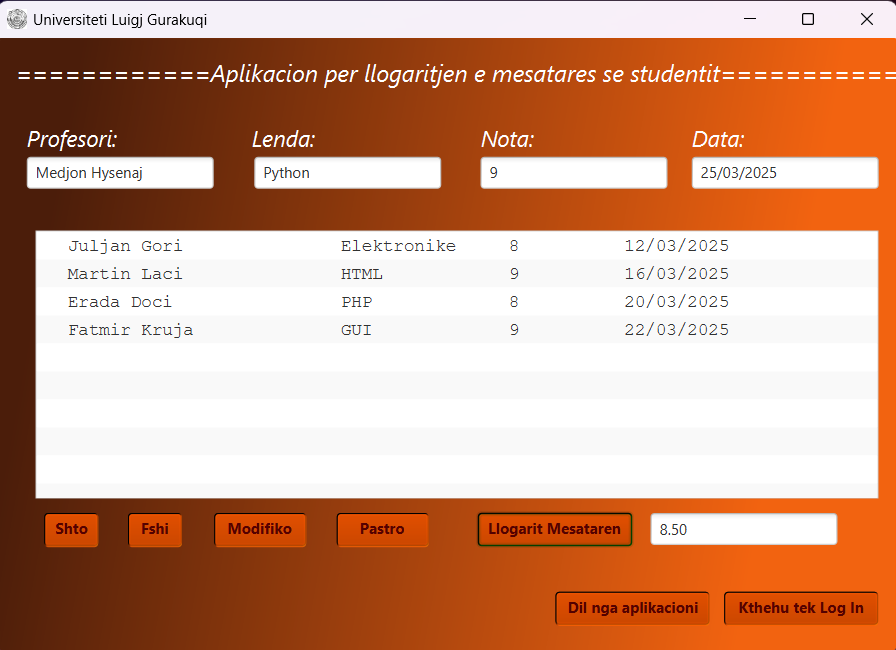 Universiteti Luigj Gurakuqi
============Aplikacion per llogaritjen e mesatares se studentit===========
Profesori: Lenda: Nota: Data:
Medjon Hysenaj Python 9 25/03/2025
Juljan Gori Elektronike 8 12/03/2025
Martin Laci HTML 9 16/03/2025
Erada Doci PHP 8 20/03/2025
Fatmir Kruja GUI 9 22/03/2025
Shto Fshi Modifiko Pastro Llogarit Mesataren 8.50
Dil nga aplikacioni Kthehu tek Log In